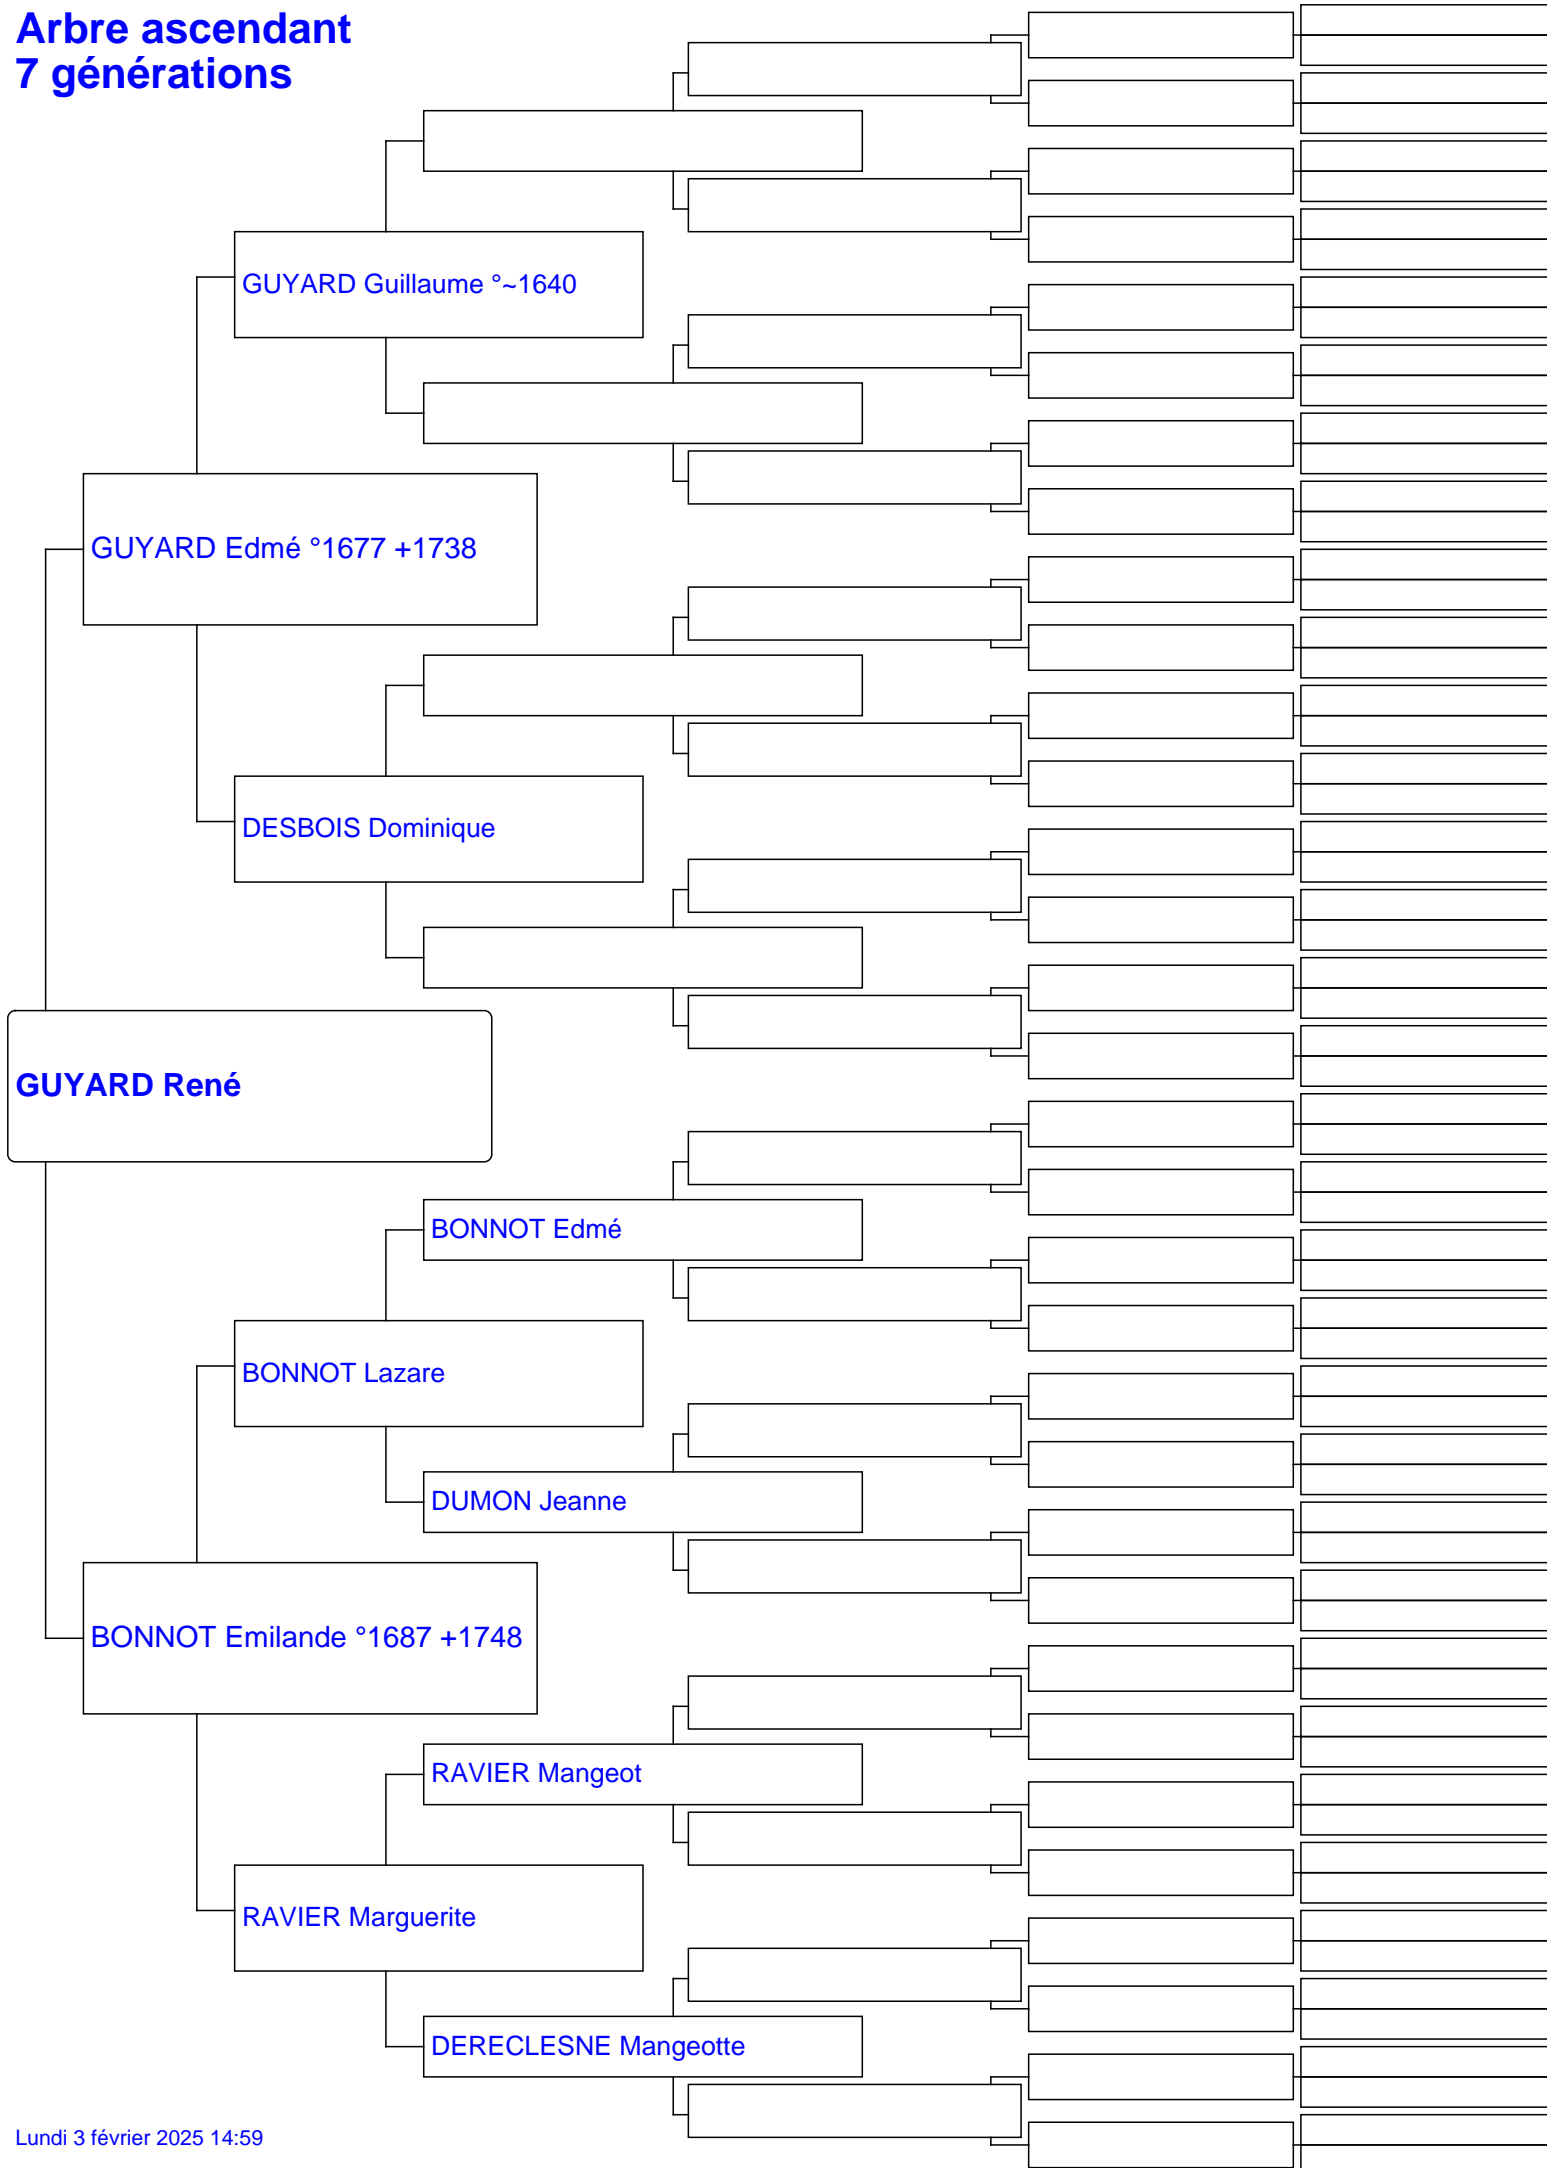 Arbre ascendant
7 générations
GUYARD Guillaume °~1640
GUYARD Edmé °1677 +1738
DESBOIS Dominique
GUYARD René
BONNOT Edmé
BONNOT Lazare
DUMON Jeanne
BONNOT Emilande °1687 +1748
RAVIER Mangeot
RAVIER Marguerite
DERECLESNE Mangeotte
Lundi 3 février 2025 14:59